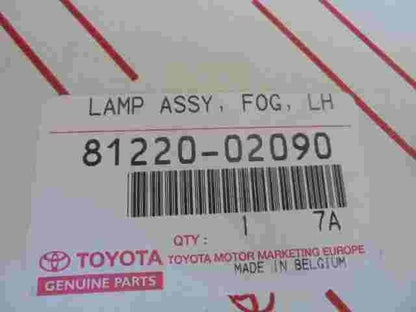 LAMP ASSY, FOG, LH
81220-02090
QTY: 1 7A
TOYOTA TOYOTA MOTOR MARKETING EUROPE
GENUINE PARTS MADE IN BELGIUM